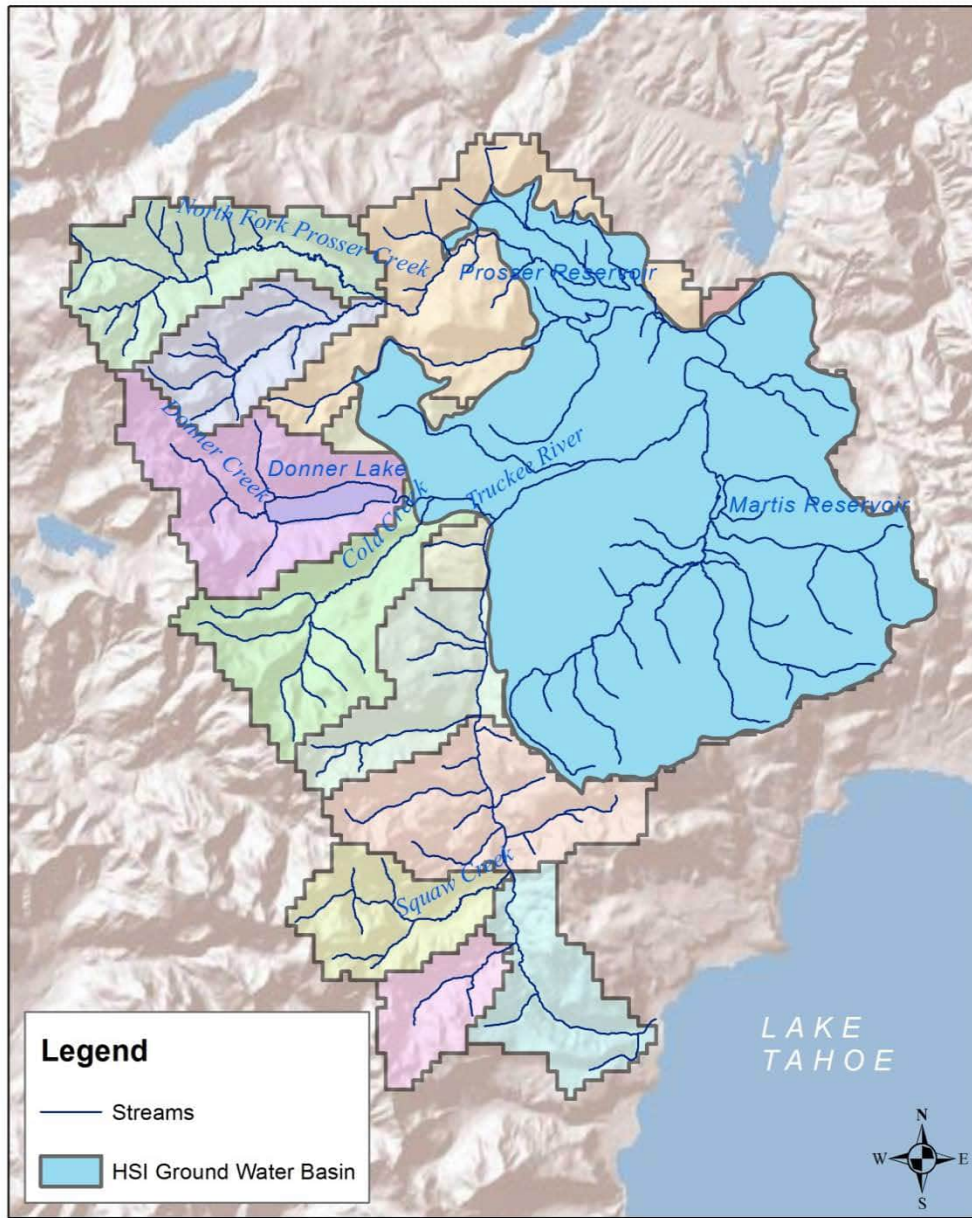 North Fork Prosser Creek
Prosser Reservoir
Donner Creek
Donner Lake
Truckee River
Cold Creek
Martis Reservoir
Squaw Creek
LAKE
TAHOE
Legend
Streams
HSI Ground Water Basin
N
W
E
S